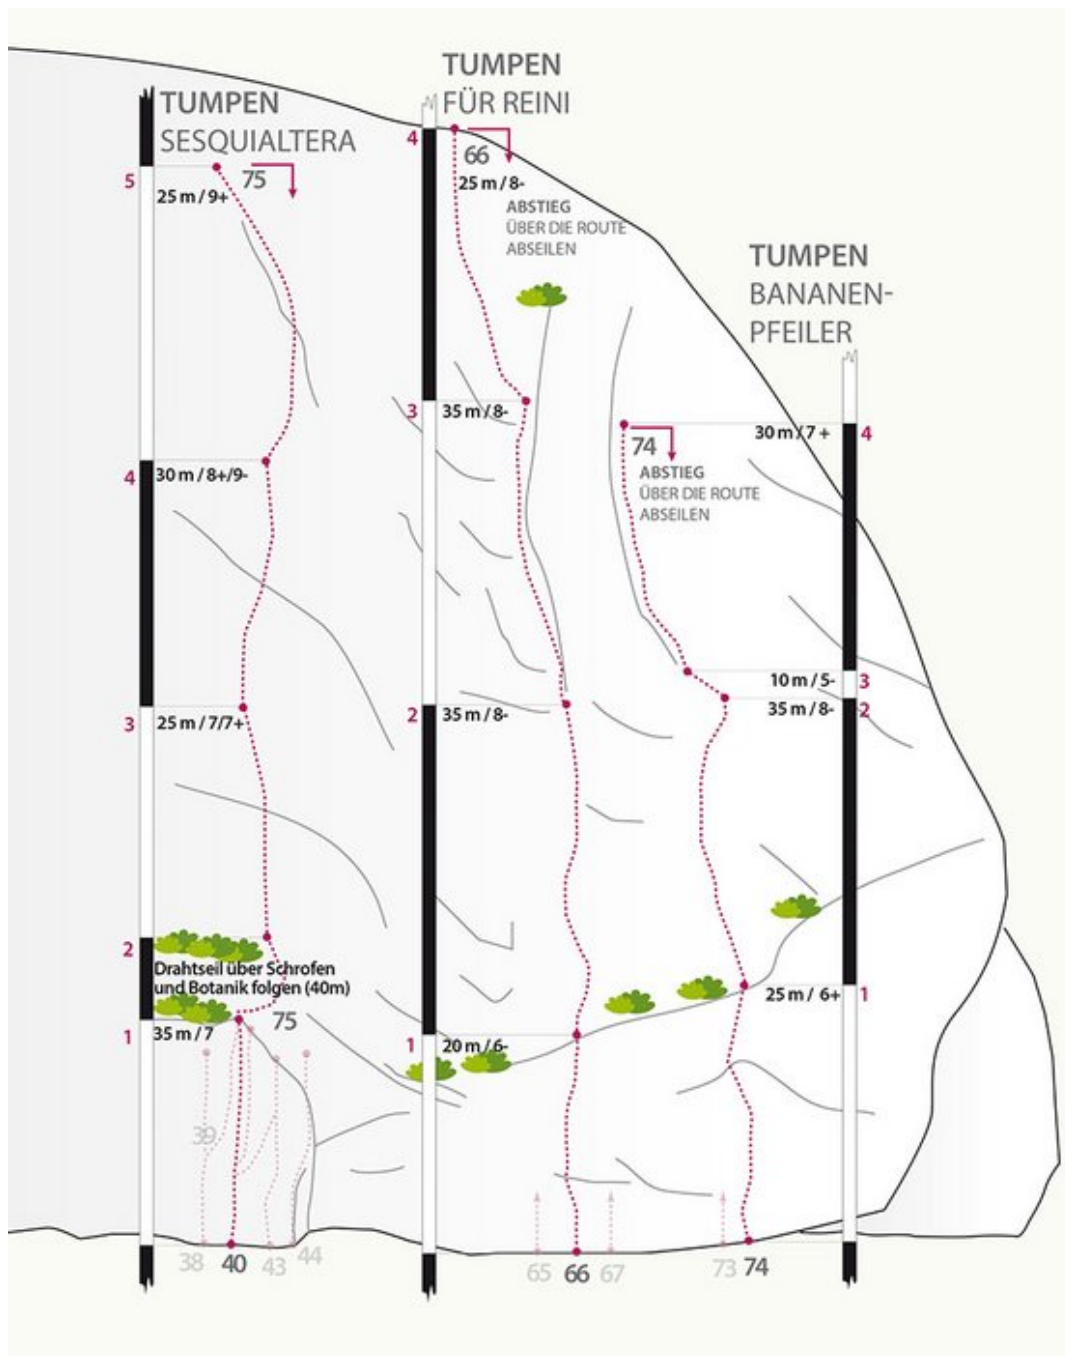 TUMPEN
SESQUIALTERA
5
75
25 m / 9+
4
30 m / 8+/9-
3
25 m / 7/7+
2
Drahtseil über Schrofen
und Botanik folgen (40m)
1
35 m / 7
75
39
38
40
43
44
TUMPEN
FÜR REINI
4
66
25 m / 8-
ABSTIEG
ÜBER DIE ROUTE
ABSEILEN
3
35 m / 8-
2
35 m / 8-
1
20 m / 6-
65
66
67
TUMPEN
BANANEN-
PFEILER
30 m / 7 +
4
74
ABSTIEG
ÜBER DIE ROUTE
ABSEILEN
10 m / 5-
3
35 m / 8-
2
25 m / 6+
1
73
74